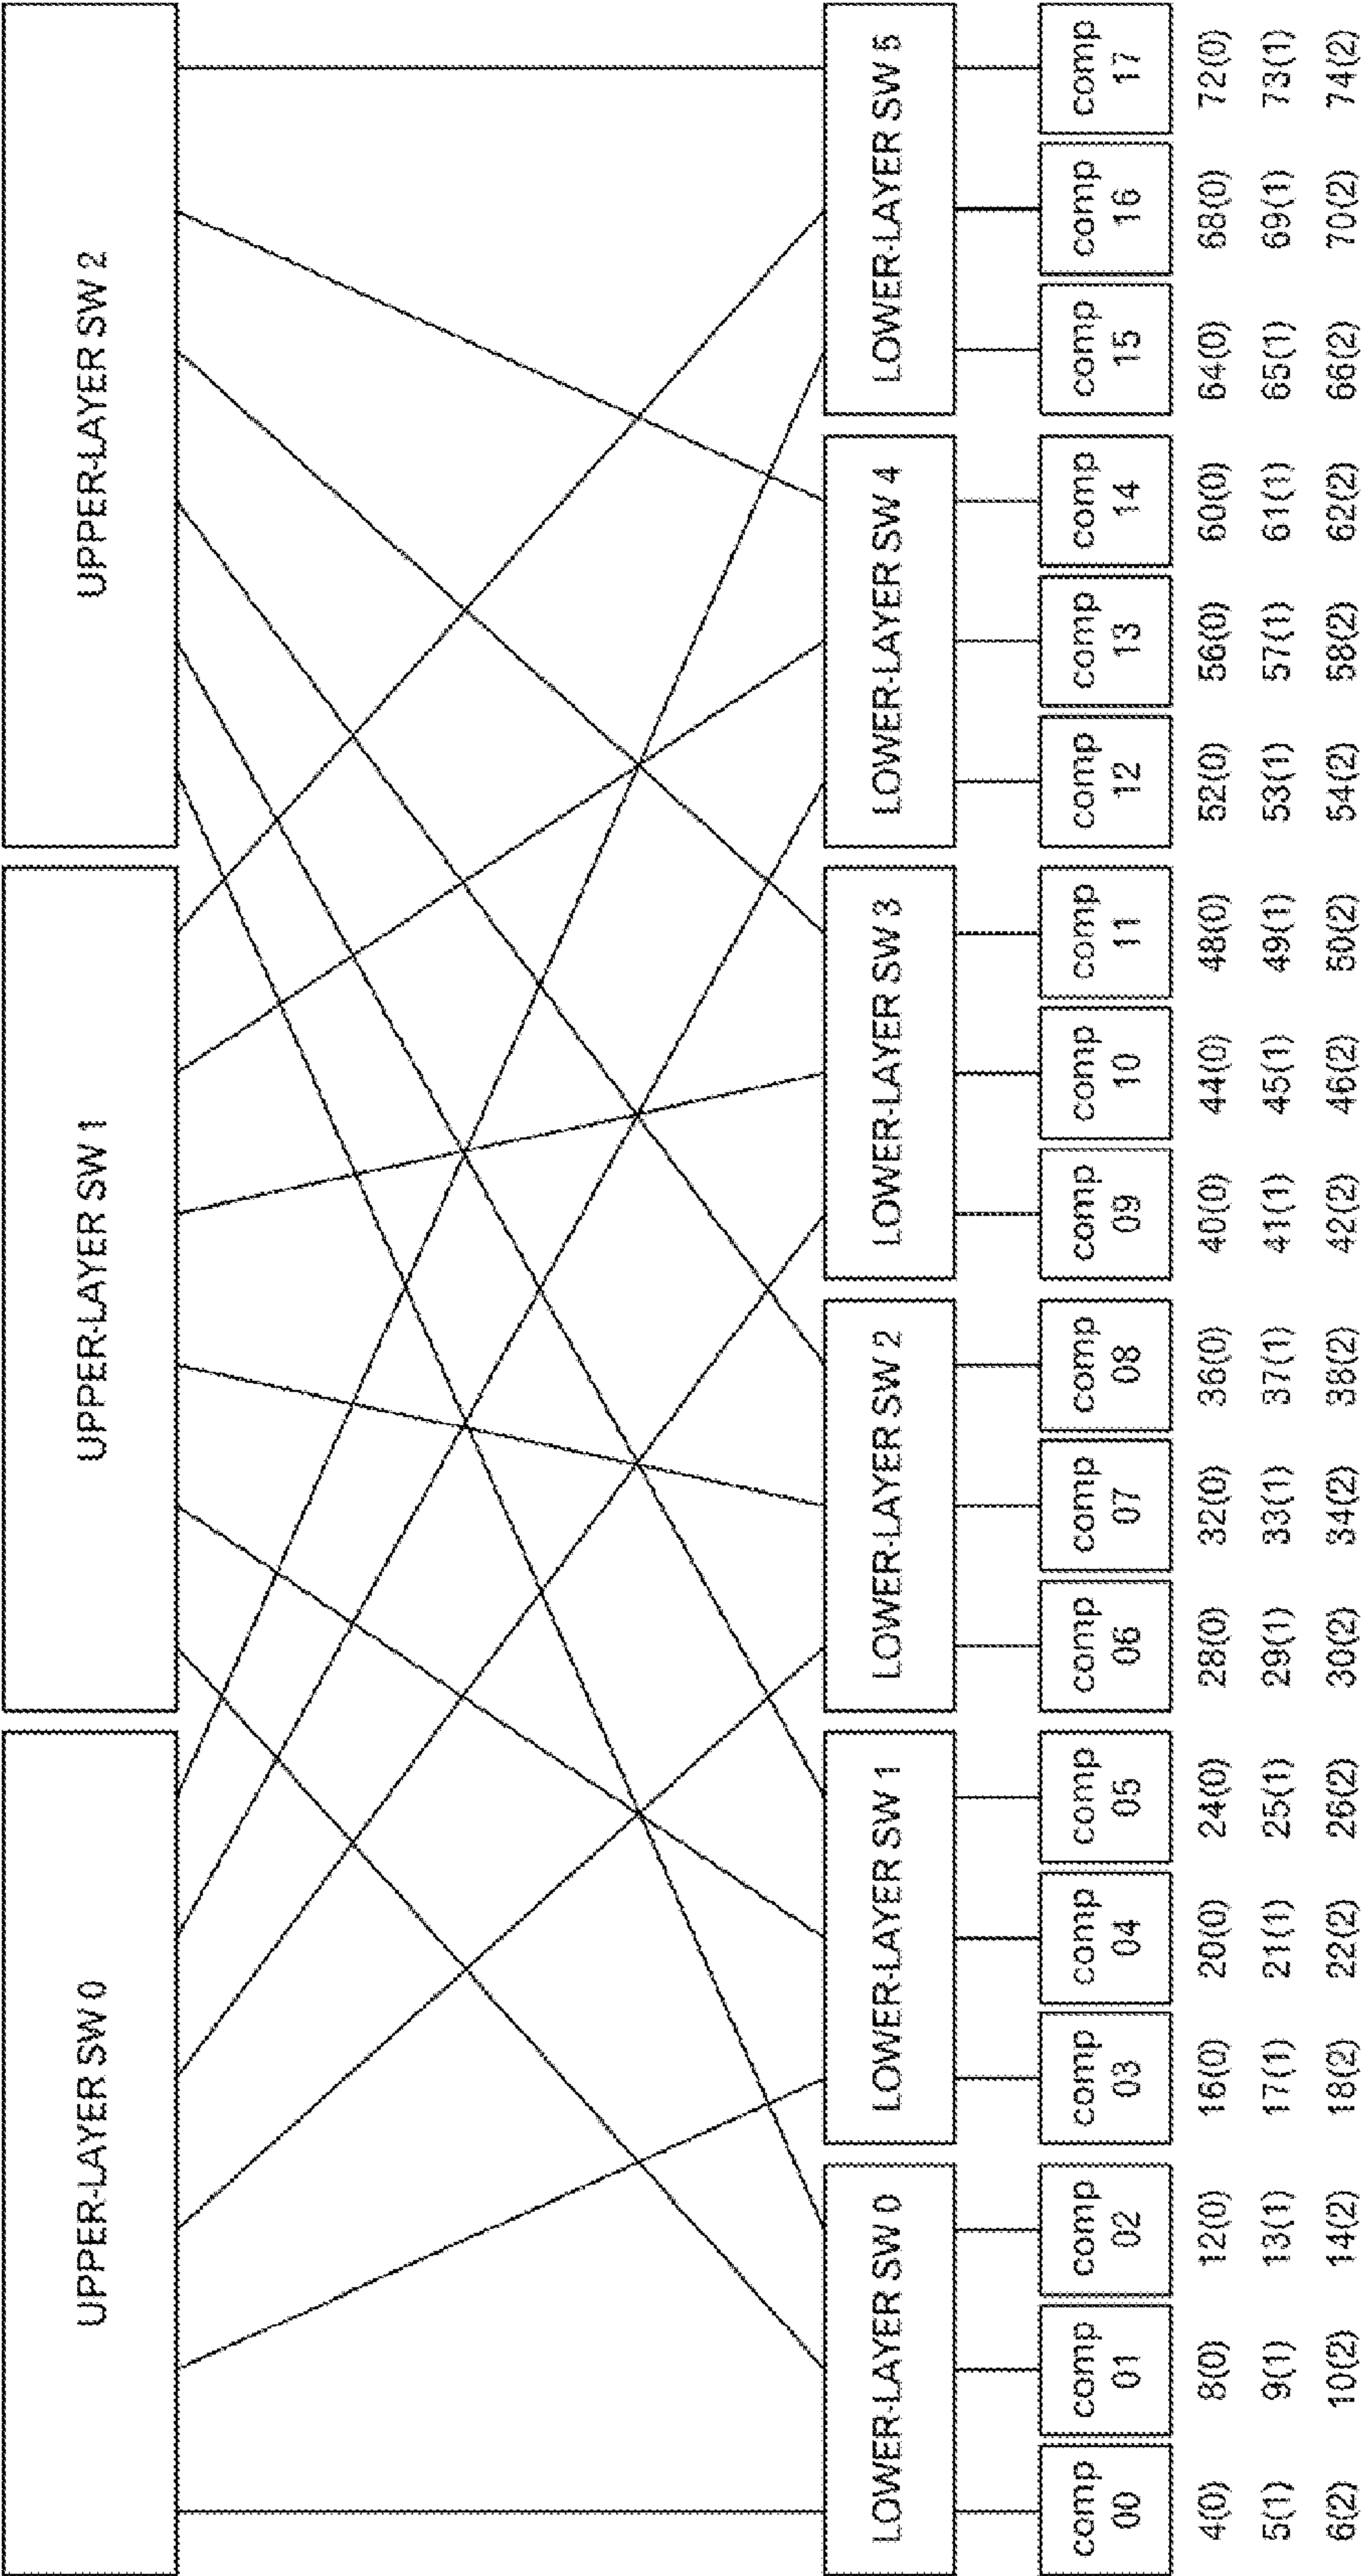 UPPER-LAYER SW 0
UPPER-LAYER SW 1
UPPER-LAYER SW 2
LOWER-LAYER SW 0
LOWER-LAYER SW 1
LOWER-LAYER SW 2
LOWER-LAYER SW 3
LOWER-LAYER SW 4
LOWER-LAYER SW 5
comp
00
comp
01
comp
02
comp
03
comp
04
comp
05
comp
06
comp
07
comp
08
comp
09
comp
10
comp
11
comp
12
comp
13
comp
14
comp
15
comp
16
comp
17
4(0) 8(0) 12(0) 16(0) 20(0) 24(0) 28(0) 32(0) 36(0) 40(0) 44(0) 48(0) 52(0) 56(0) 60(0) 64(0) 68(0) 72(0)
5(1) 9(1) 13(1) 17(1) 21(1) 25(1) 29(1) 33(1) 37(1) 41(1) 45(1) 49(1) 53(1) 57(1) 61(1) 65(1) 69(1) 73(1)
6(2) 10(2) 14(2) 18(2) 22(2) 26(2) 30(2) 34(2) 38(2) 42(2) 46(2) 50(2) 54(2) 58(2) 62(2) 66(2) 70(2) 74(2)